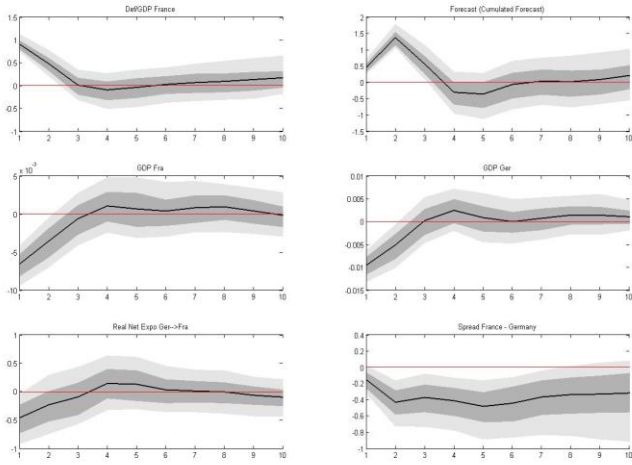 Def/GDP France
1.5
1
0.5
0
-0.5
-1
1 2 3 4 5 6 7 8 9 10
Forecast (Cumulated Forecast)
2
1.5
1
0.5
0
-0.5
-1
-1.5
1 2 3 4 5 6 7 8 9 10
x 10⁻³
GDP Fra
5
0
-5
-10
1 2 3 4 5 6 7 8 9 10
GDP Ger
0.01
0.005
0
-0.005
-0.01
-0.015
1 2 3 4 5 6 7 8 9 10
Real Net Expo Ger-->Fra
1
0.5
0
-0.5
-1
1 2 3 4 5 6 7 8 9 10
Spread France - Germany
0.4
0.2
0
-0.2
-0.4
-0.6
-0.8
-1
1 2 3 4 5 6 7 8 9 10